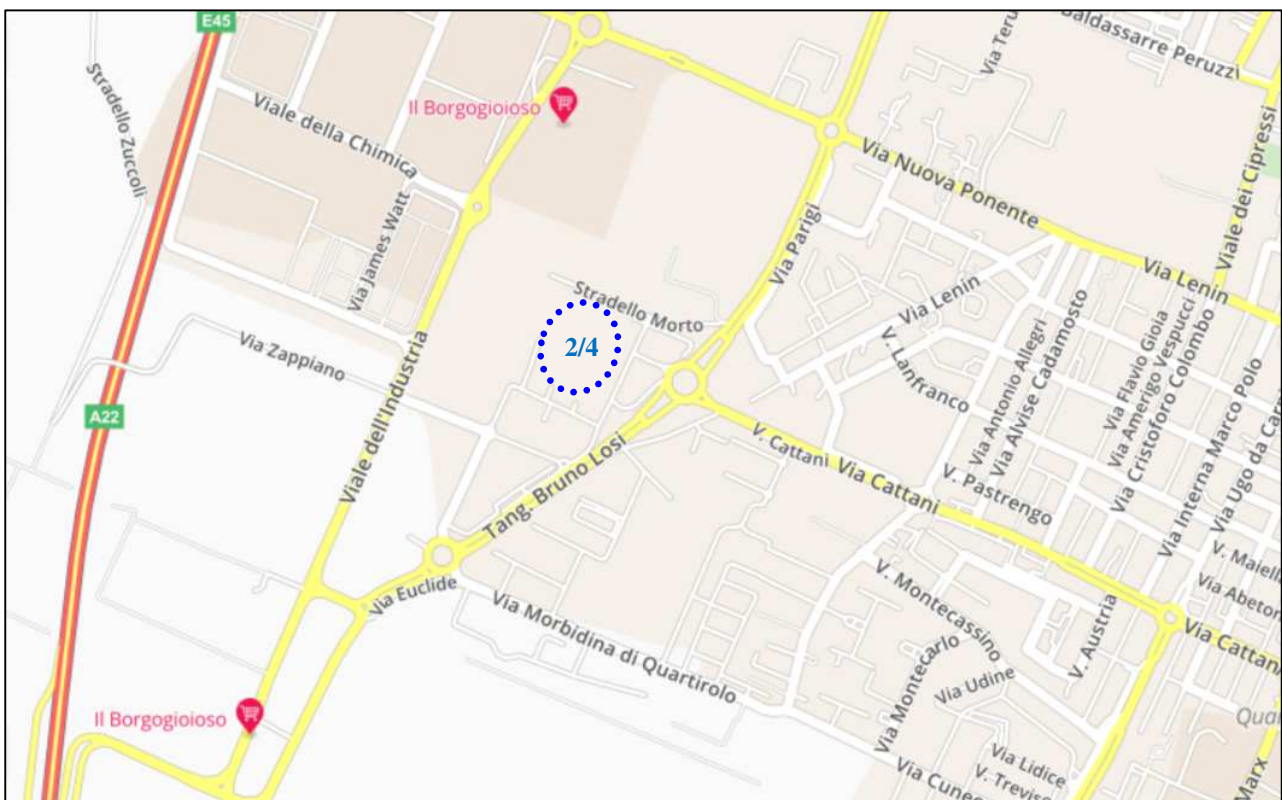 E45
Baldassarre Peruzzi
Via Teru
Stradello Zuccoli
Viale della Chimica
Il Borgogioioso
Via Nuova Ponente
Viale dei Cipressi
Via James Watt
Via Parigi
Via Lenin
Via Lenin
Stradello Morto
2/4
Via Zappiano
V. Lanfranco
Via Antonio Allegri
Via Alvise Cadamosto
Via Flavio Gioia
Via Amerigo Vespucci
Via Cristoforo Colombo
Via Interna Marco Polo
Via Ugo da Carp
A22
Viale dell'Industria
Tang. Bruno Losi
V. Cattani
Via Cattani
V. Pastrengo
V. Maiell
Via Abeton
Via Euclide
Via Morbidina di Quartirolo
V. Montecassino
V. Austria
Via Cattan
Via Montecarlo
Via Udine
Il Borgogioioso
Quar
Via Lidice
V. Treviso
Via Cuneo
Marx